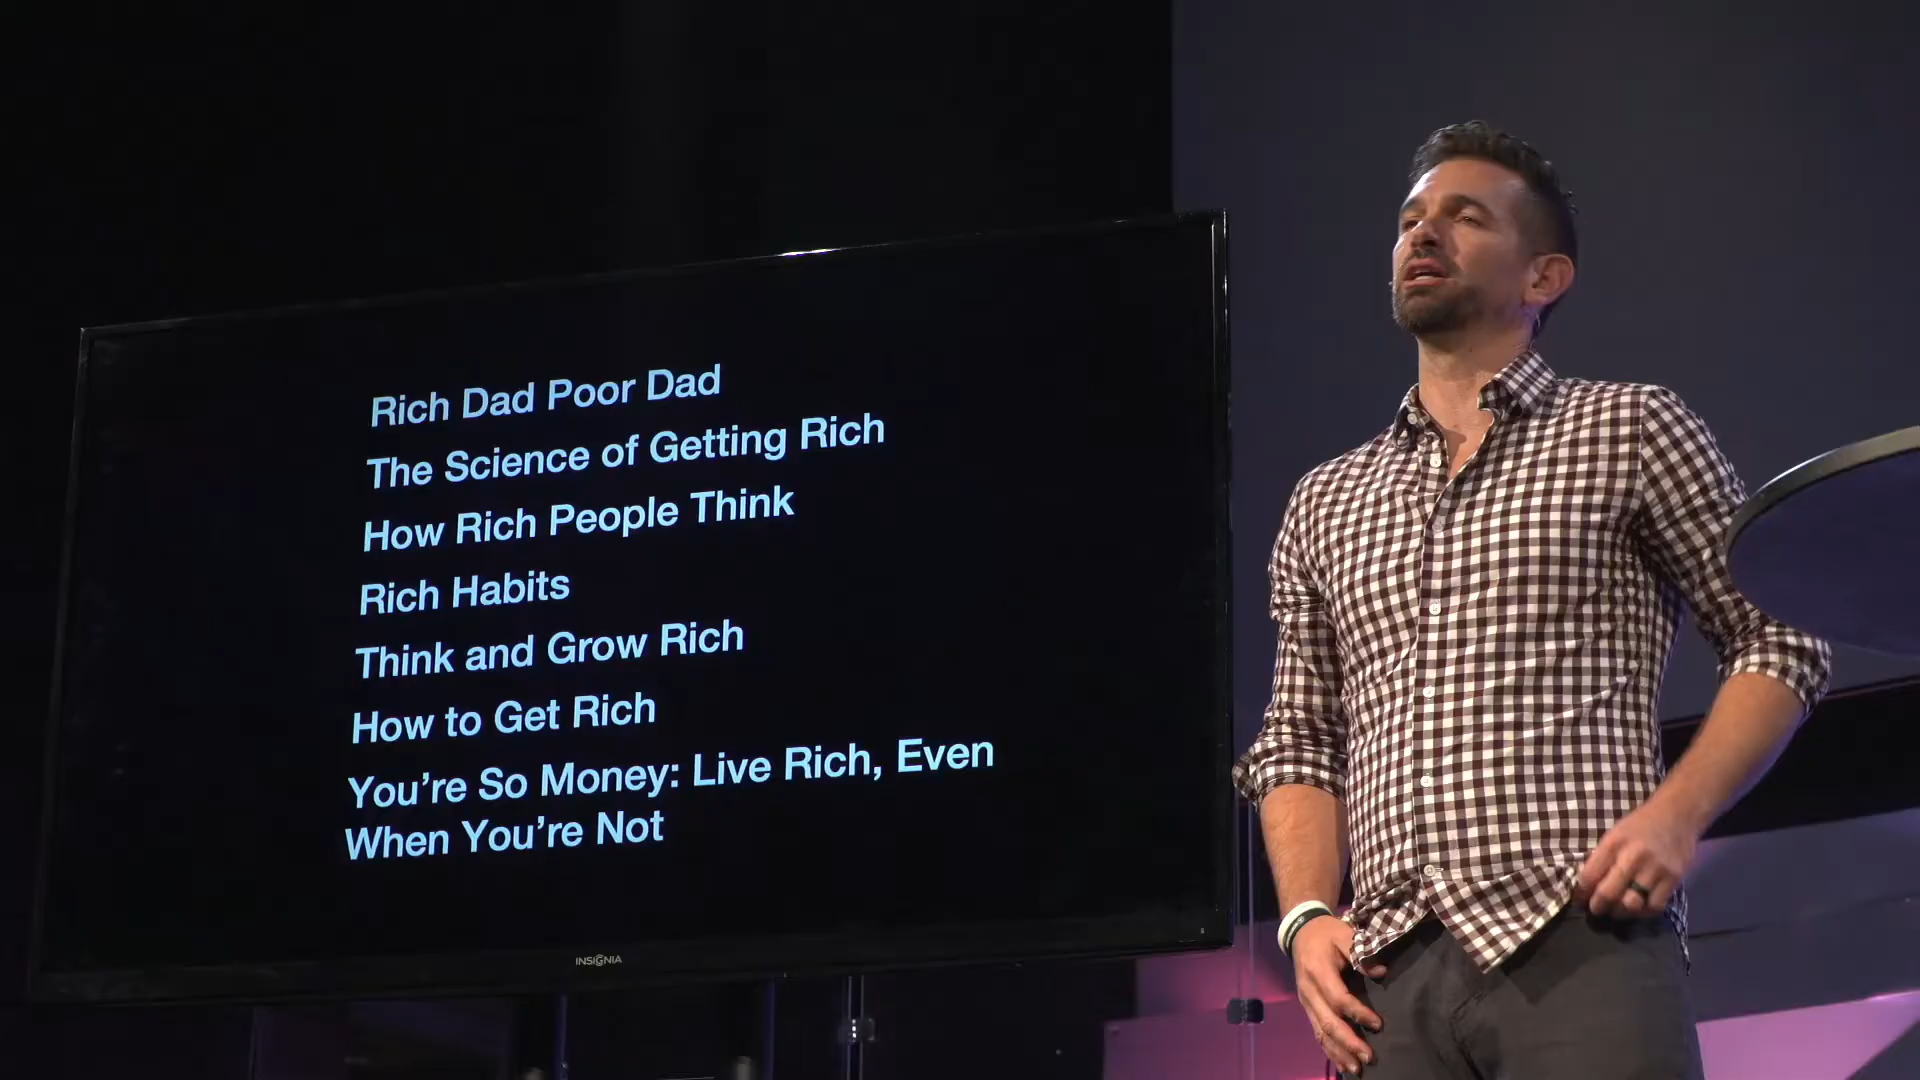 Rich Dad Poor Dad
The Science of Getting Rich
How Rich People Think
Rich Habits
Think and Grow Rich
How to Get Rich
You’re So Money: Live Rich, Even
When You’re Not
INSIGNIA